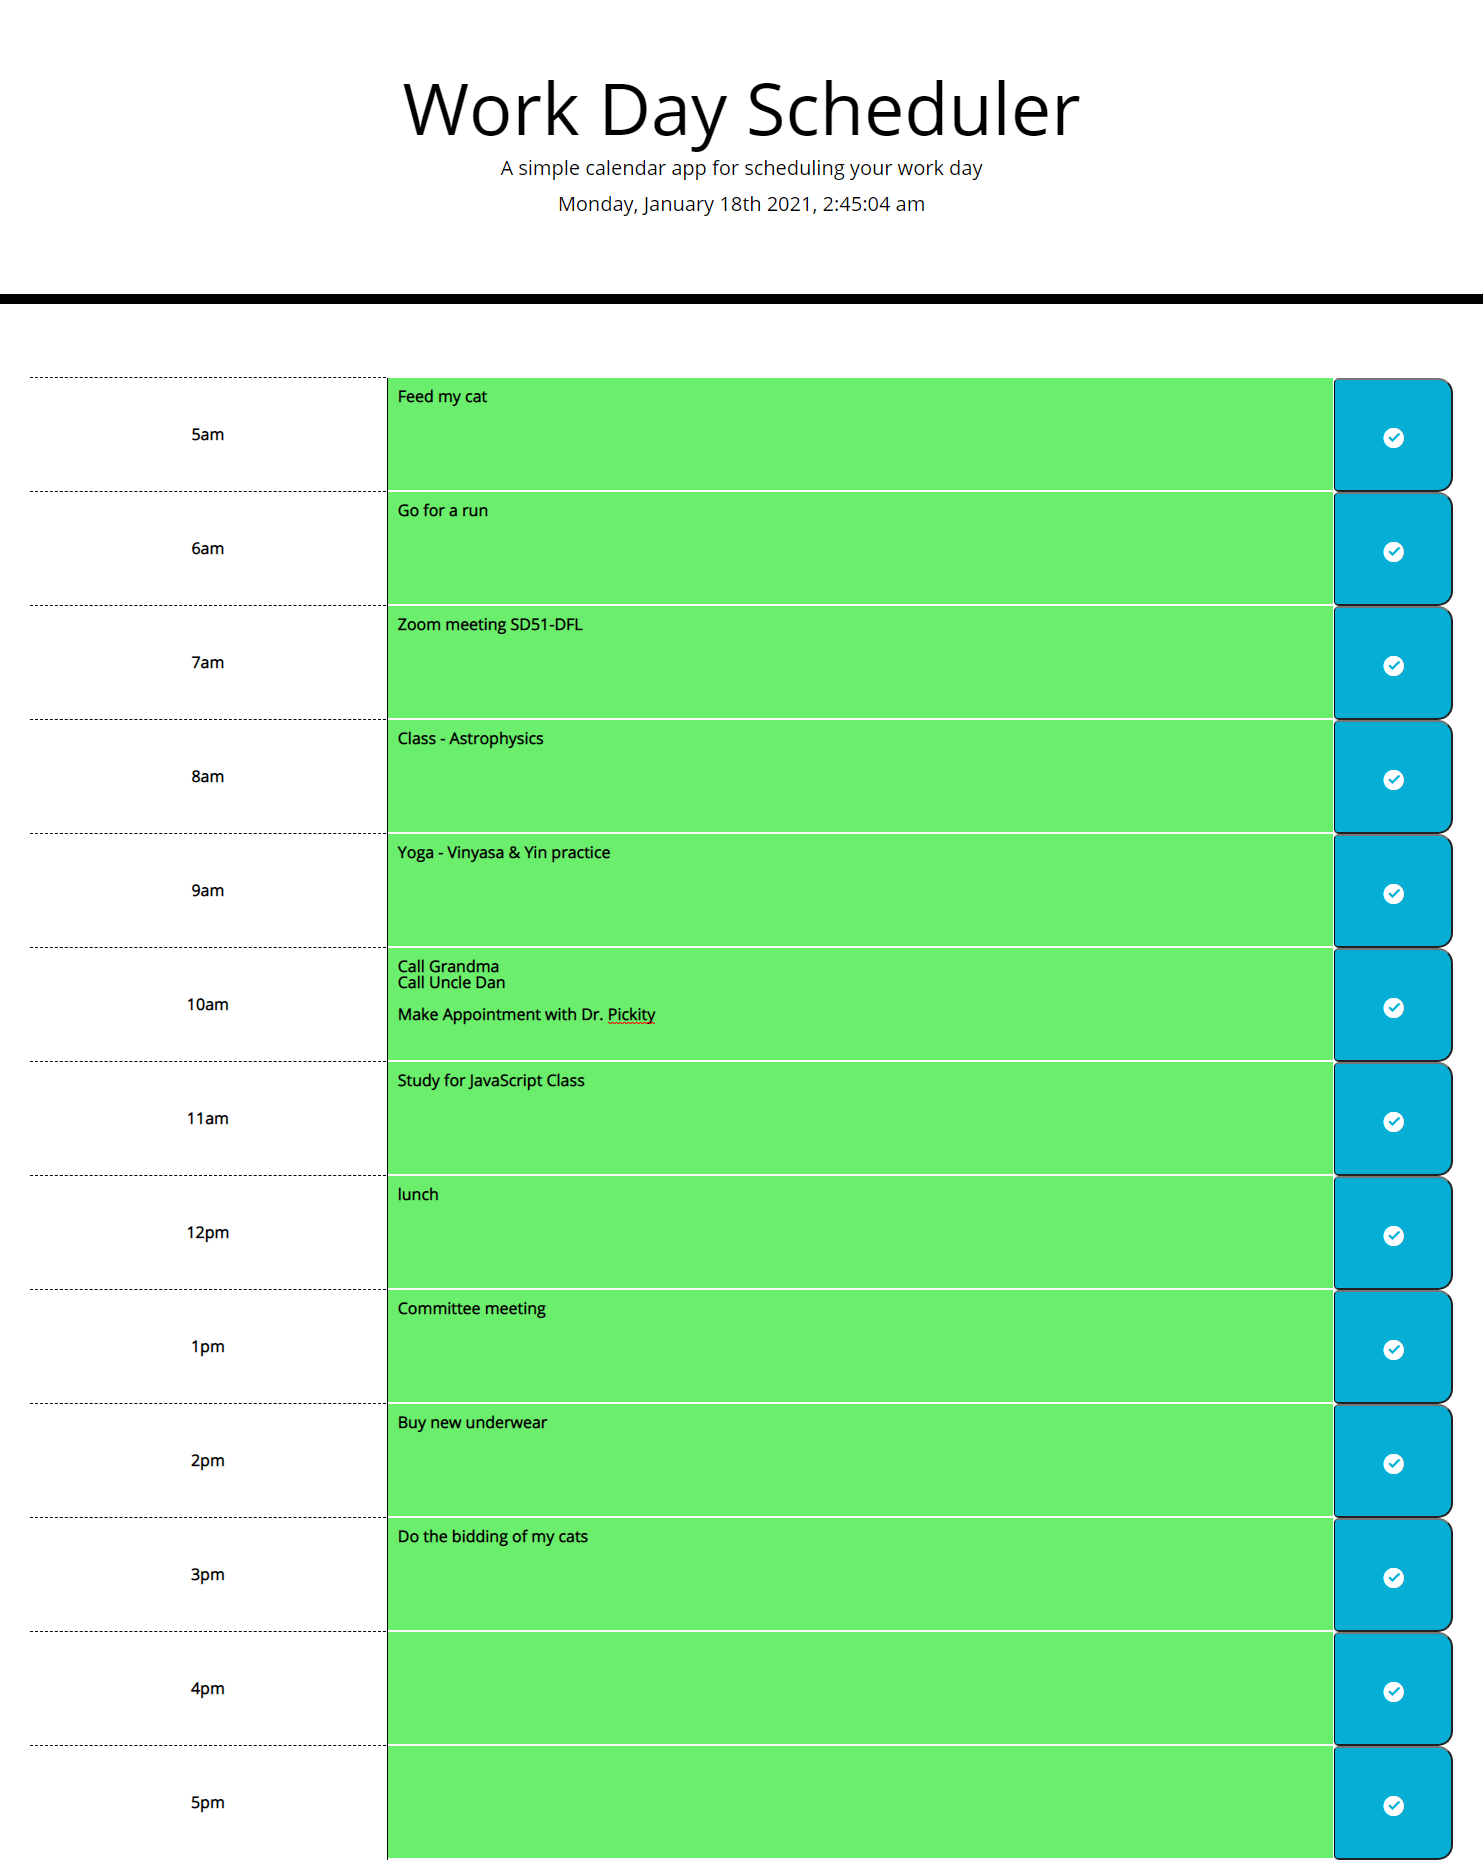 Work Day Scheduler
A simple calendar app for scheduling your work day
Monday, January 18th 2021, 2:45:04 am
5am
Feed my cat
6am
Go for a run
7am
Zoom meeting SD51-DFL
8am
Class - Astrophysics
9am
Yoga - Vinyasa & Yin practice
10am
Call Grandma
Call Uncle Dan
Make Appointment with Dr. Pickity
11am
Study for JavaScript Class
12pm
lunch
1pm
Committee meeting
2pm
Buy new underwear
3pm
Do the bidding of my cats
4pm
5pm